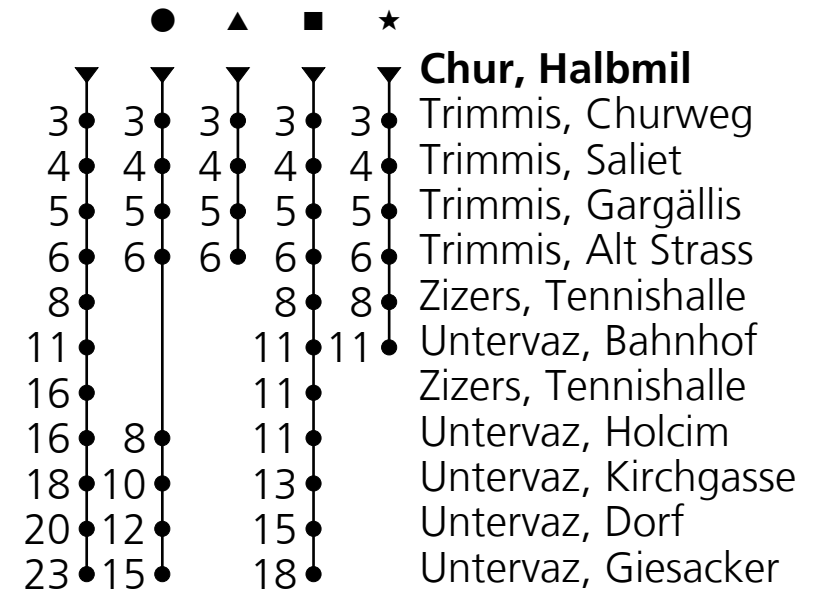 ● ▲ ■ ★
Chur, Halbmil
3 3 3 3 3 Trimmis, Churweg
4 4 4 4 4 Trimmis, Saliet
5 5 5 5 5 Trimmis, Gargällis
6 6 6 6 6 Trimmis, Alt Strass
8 8 8 Zizers, Tennishalle
11 11 11 Untervaz, Bahnhof
16 11 Zizers, Tennishalle
16 8 11 Untervaz, Holcim
18 10 13 Untervaz, Kirchgasse
20 12 15 Untervaz, Dorf
23 15 18 Untervaz, Giesacker